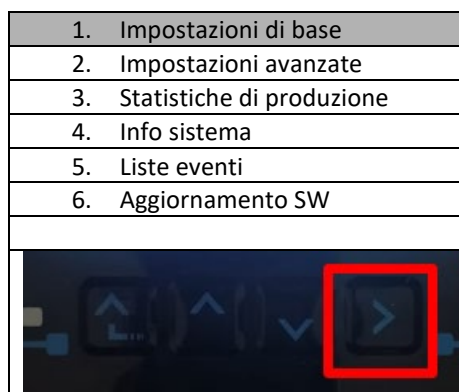 1. Impostazioni di base
2. Impostazioni avanzate
3. Statistiche di produzione
4. Info sistema
5. Liste eventi
6. Aggiornamento SW